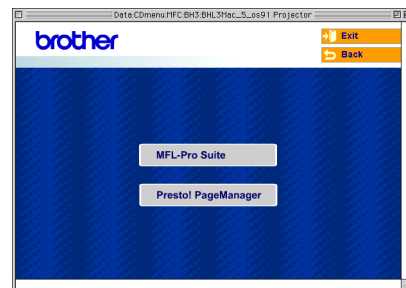 Data:CDmenu:MFC:BH3:BHL3Mac_5_os91 Projector
brother
Exit
Back
MFL-Pro Suite
Presto! PageManager